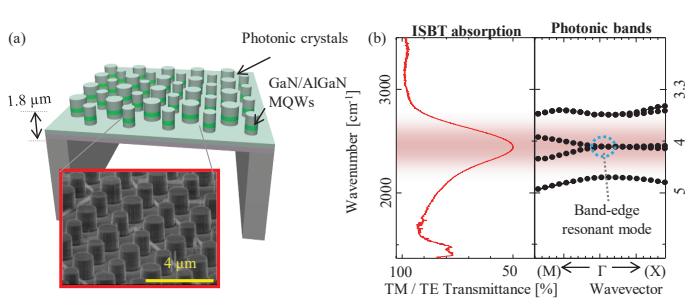 (a)
Photonic crystals
GaN/AlGaN
MQWs
1.8 μm
4 μm
(b)
ISBT absorption
Photonic bands
Wavenumber [cm⁻¹]
3000
2000
3.3
4
5
Band-edge
resonant mode
100
50
(M)
Γ
(X)
TM / TE Transmittance [%]
Wavevector